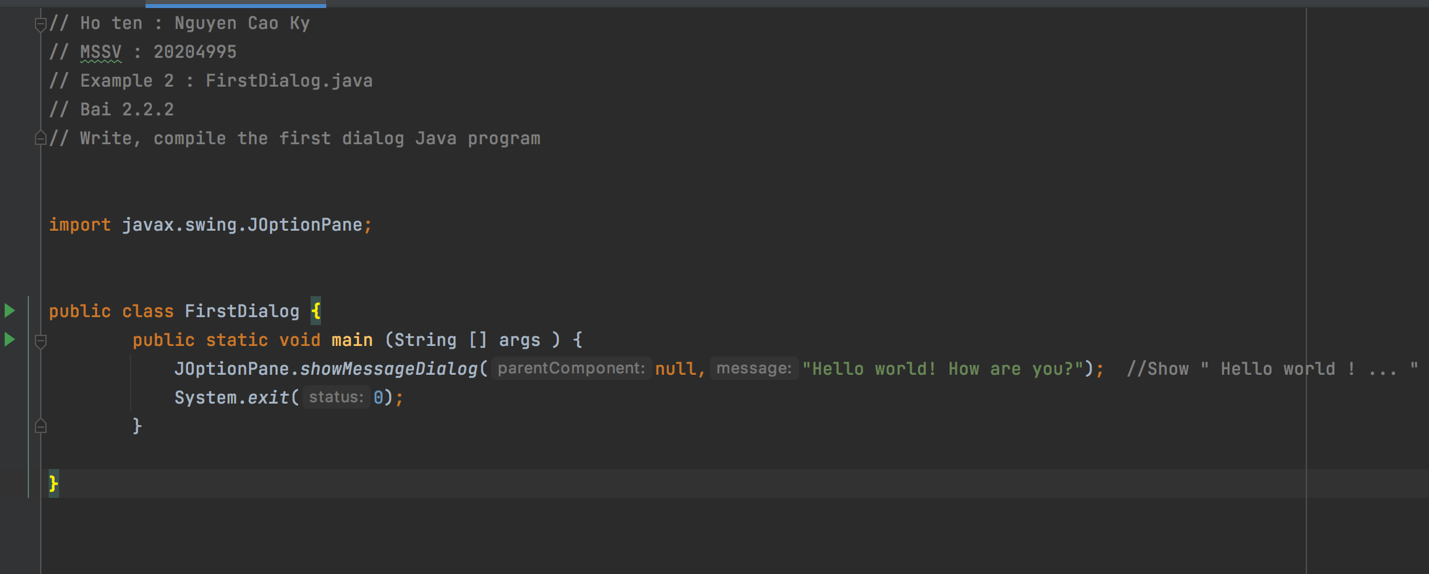 // Ho ten : Nguyen Cao Ky
// MSSV : 20204995
// Example 2 : FirstDialog.java
// Bai 2.2.2
// Write, compile the first dialog Java program
import javax.swing.JOptionPane;
public class FirstDialog {
public static void main (String [] args ) {
JOptionPane.showMessageDialog( parentComponent: null, message: "Hello world! How are you?");  //Show " Hello world ! ... "
System.exit( status: 0);
}
}